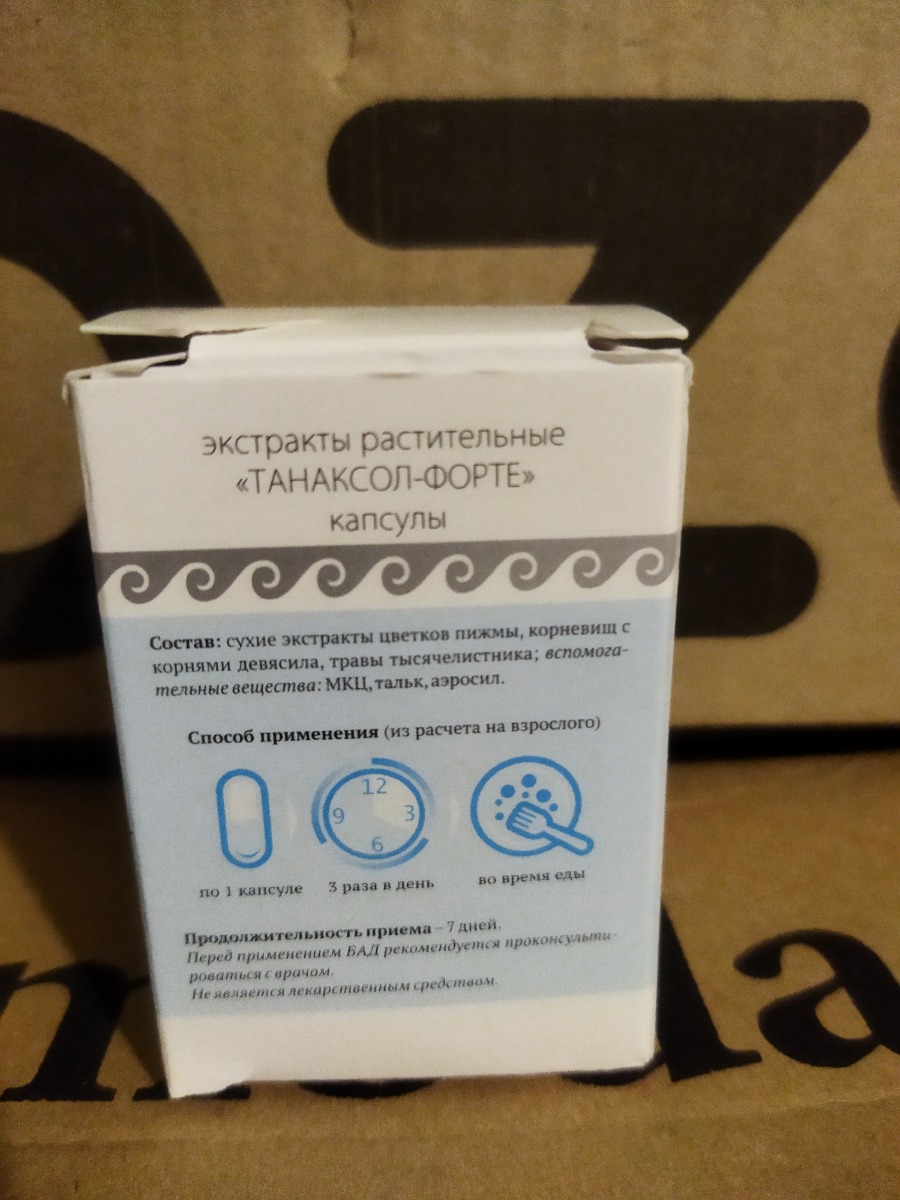 экстракты растительные
«ТАНАКСОЛ-ФОРТЕ»
капсулы
Состав: сухие экстракты цветков пижмы, корневищ с
корнями девясила, травы тысячелистника; вспомога-
тельные вещества: МКЦ, тальк, аэросил.
Способ применения (из расчета на взрослого)
12
9 3
6
по 1 капсуле 3 раза в день во время еды
Продолжительность приема – 7 дней.
Перед применением БАД рекомендуется проконсульти-
роваться с врачом.
Не является лекарственным средством.